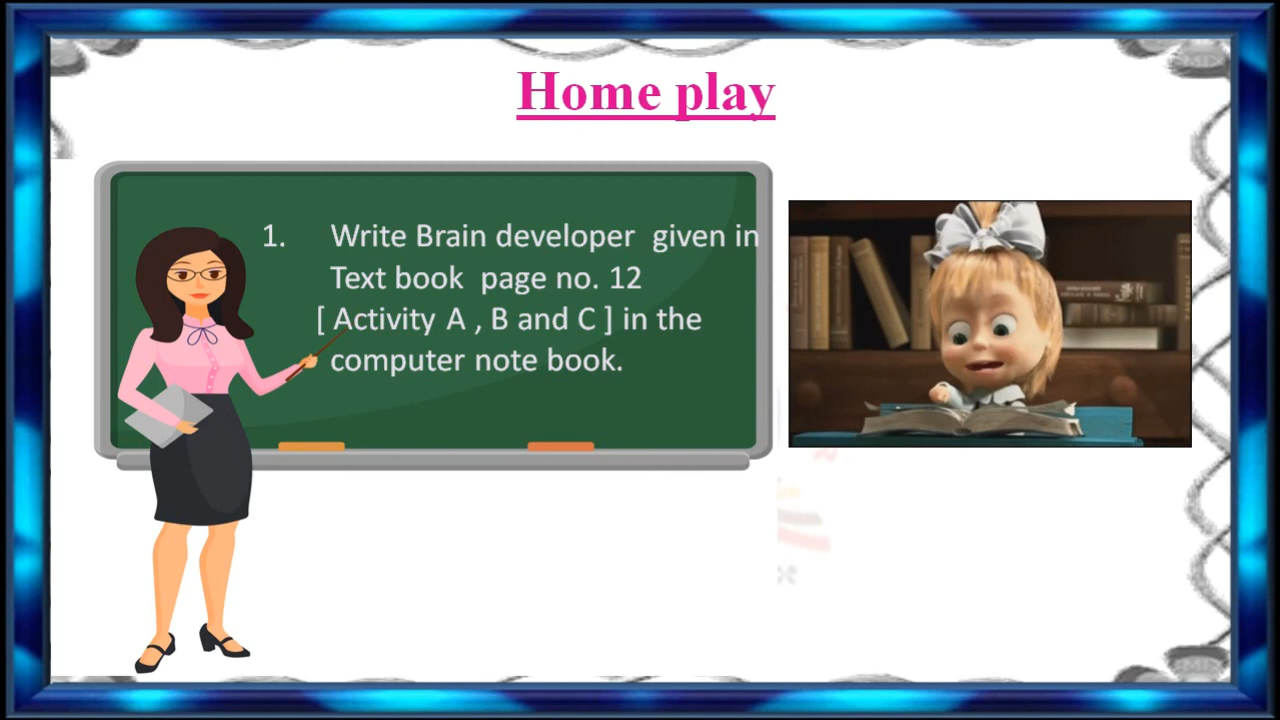 Home play
1. Write Brain developer given in
Text book page no. 12
[ Activity A , B and C ] in the
computer note book.